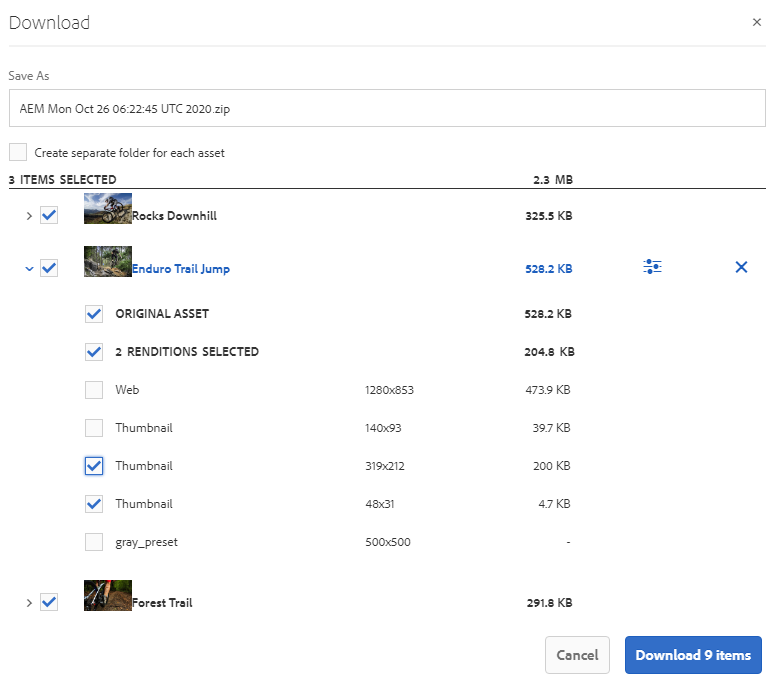 Download
Save As
AEM Mon Oct 26 06:22:45 UTC 2020.zip
Create separate folder for each asset
3 ITEMS SELECTED 2.3 MB
Rocks Downhill 325.5 KB
Enduro Trail Jump 528.2 KB
ORIGINAL ASSET 528.2 KB
2 RENDITIONS SELECTED 204.8 KB
Web 1280x853 473.9 KB
Thumbnail 140x93 39.7 KB
Thumbnail 319x212 200 KB
Thumbnail 48x31 4.7 KB
gray_preset 500x500 -
Forest Trail 291.8 KB
Cancel Download 9 items